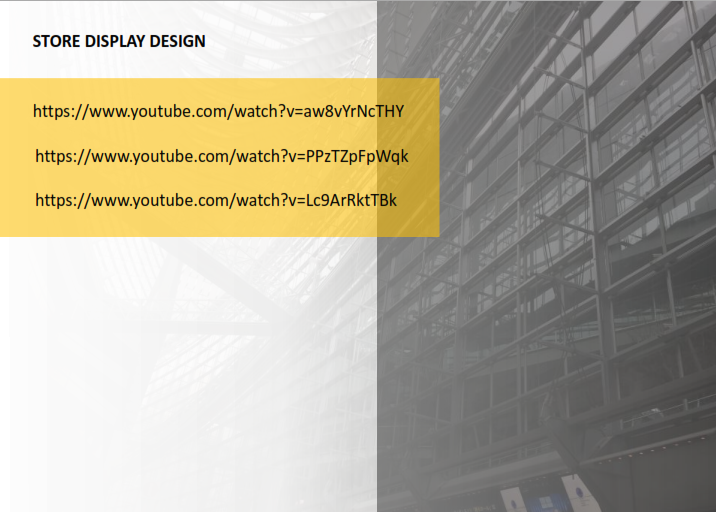 STORE DISPLAY DESIGN
https://www.youtube.com/watch?v=aw8vYrNcTHY
https://www.youtube.com/watch?v=PPzTZpFpWqk
https://www.youtube.com/watch?v=Lc9ArRktTBk